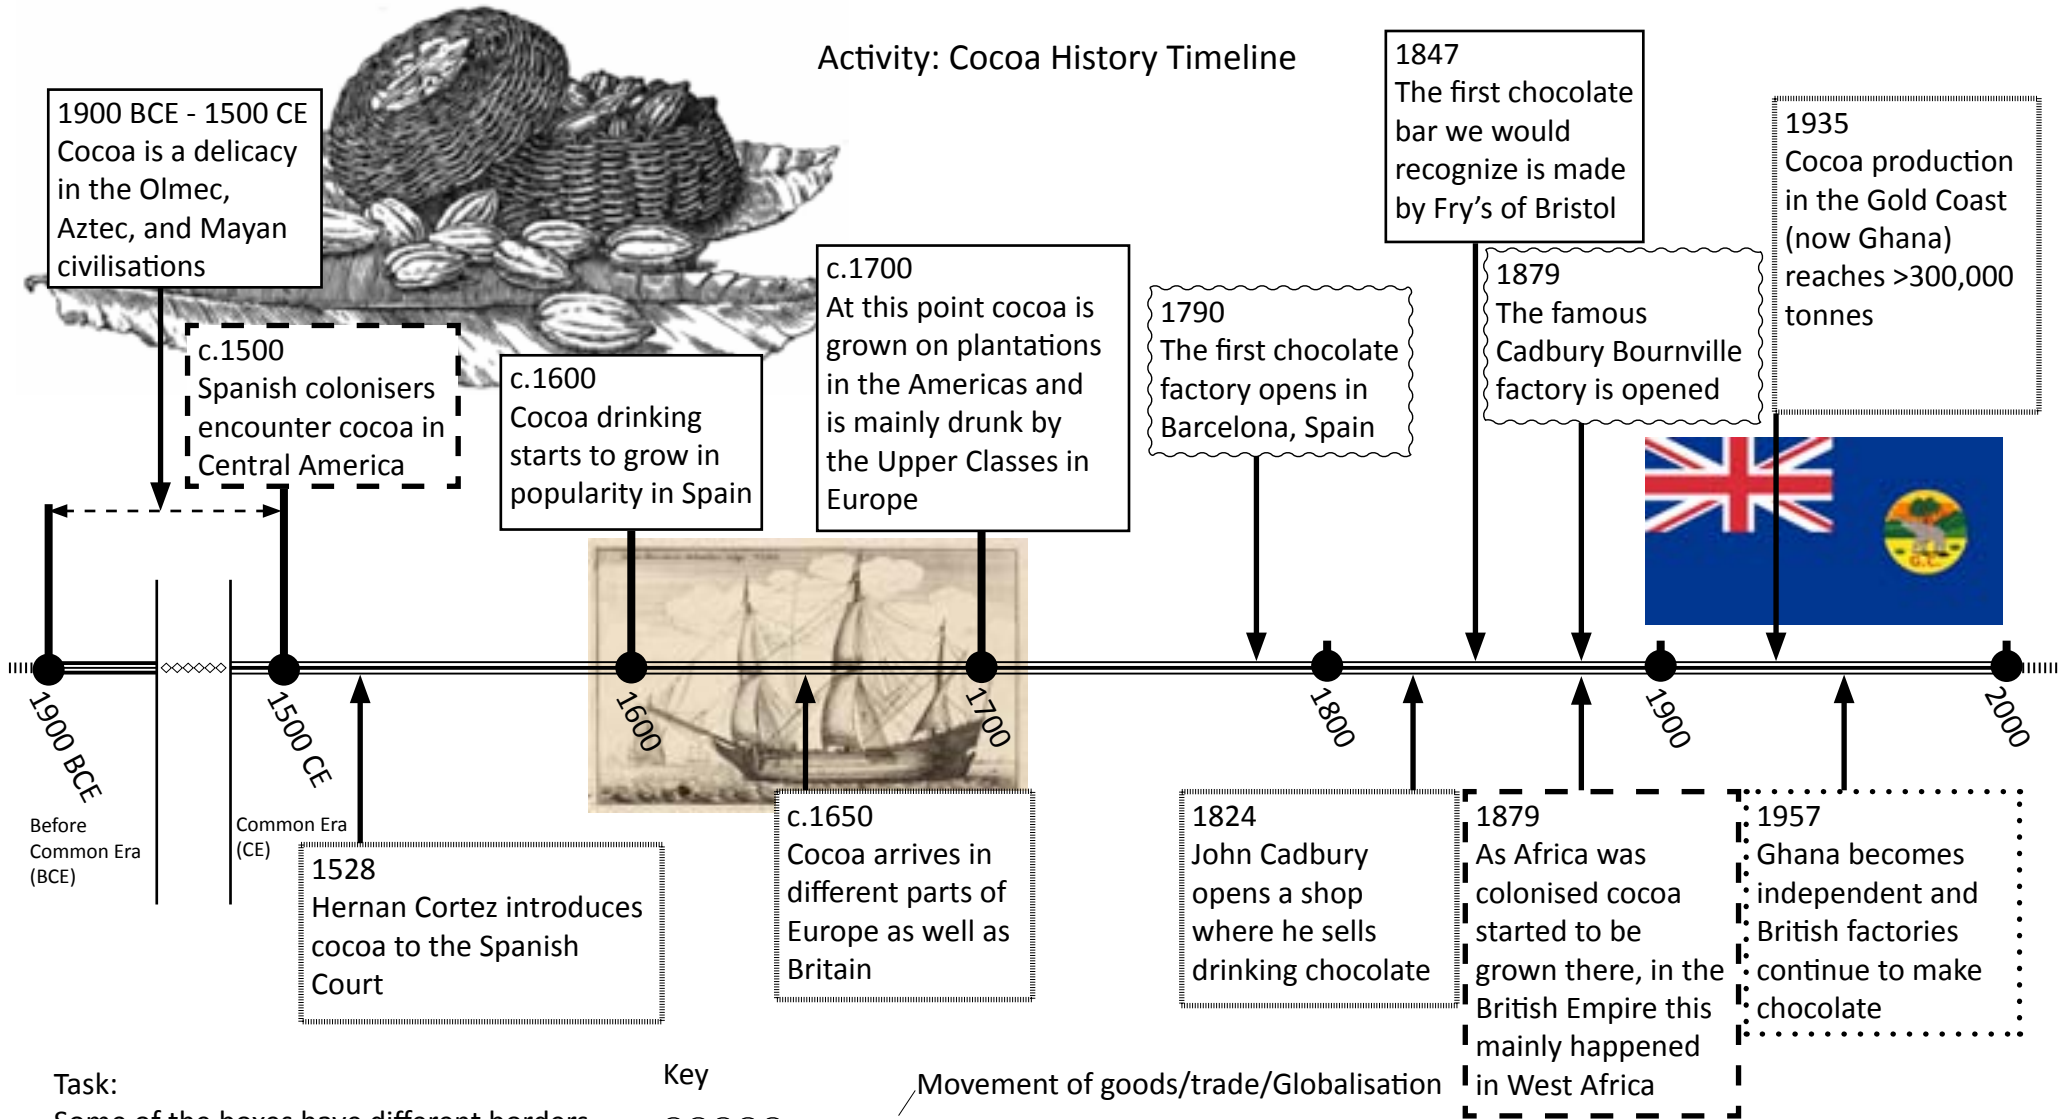 Activity: Cocoa History Timeline
1900 BCE - 1500 CE
Cocoa is a delicacy
in the Olmec,
Aztec, and Mayan
civilisations
c.1500
Spanish colonisers
encounter cocoa in
Central America
c.1600
Cocoa drinking
starts to grow in
popularity in Spain
c.1700
At this point cocoa is
grown on plantations
in the Americas and
is mainly drunk by
the Upper Classes in
Europe
1790
The first chocolate
factory opens in
Barcelona, Spain
1847
The first chocolate
bar we would
recognize is made
by Fry's of Bristol
1879
The famous
Cadbury Bournville
factory is opened
1935
Cocoa production
in the Gold Coast
(now Ghana)
reaches >300,000
tonnes
G.C.
1900 BCE
1500 CE
1600
1700
1800
1900
2000
Before
Common Era
(BCE)
Common Era
(CE)
1528
Hernan Cortez introduces
cocoa to the Spanish
Court
c.1650
Cocoa arrives in
different parts of
Europe as well as
Britain
1824
John Cadbury
opens a shop
where he sells
drinking chocolate
1879
As Africa was
colonised cocoa
started to be
grown there, in the
British Empire this
mainly happened
in West Africa
1957
Ghana becomes
independent and
British factories
continue to make
chocolate
Task:
Some of the boxes have different borders
Key
Movement of goods/trade/Globalisation